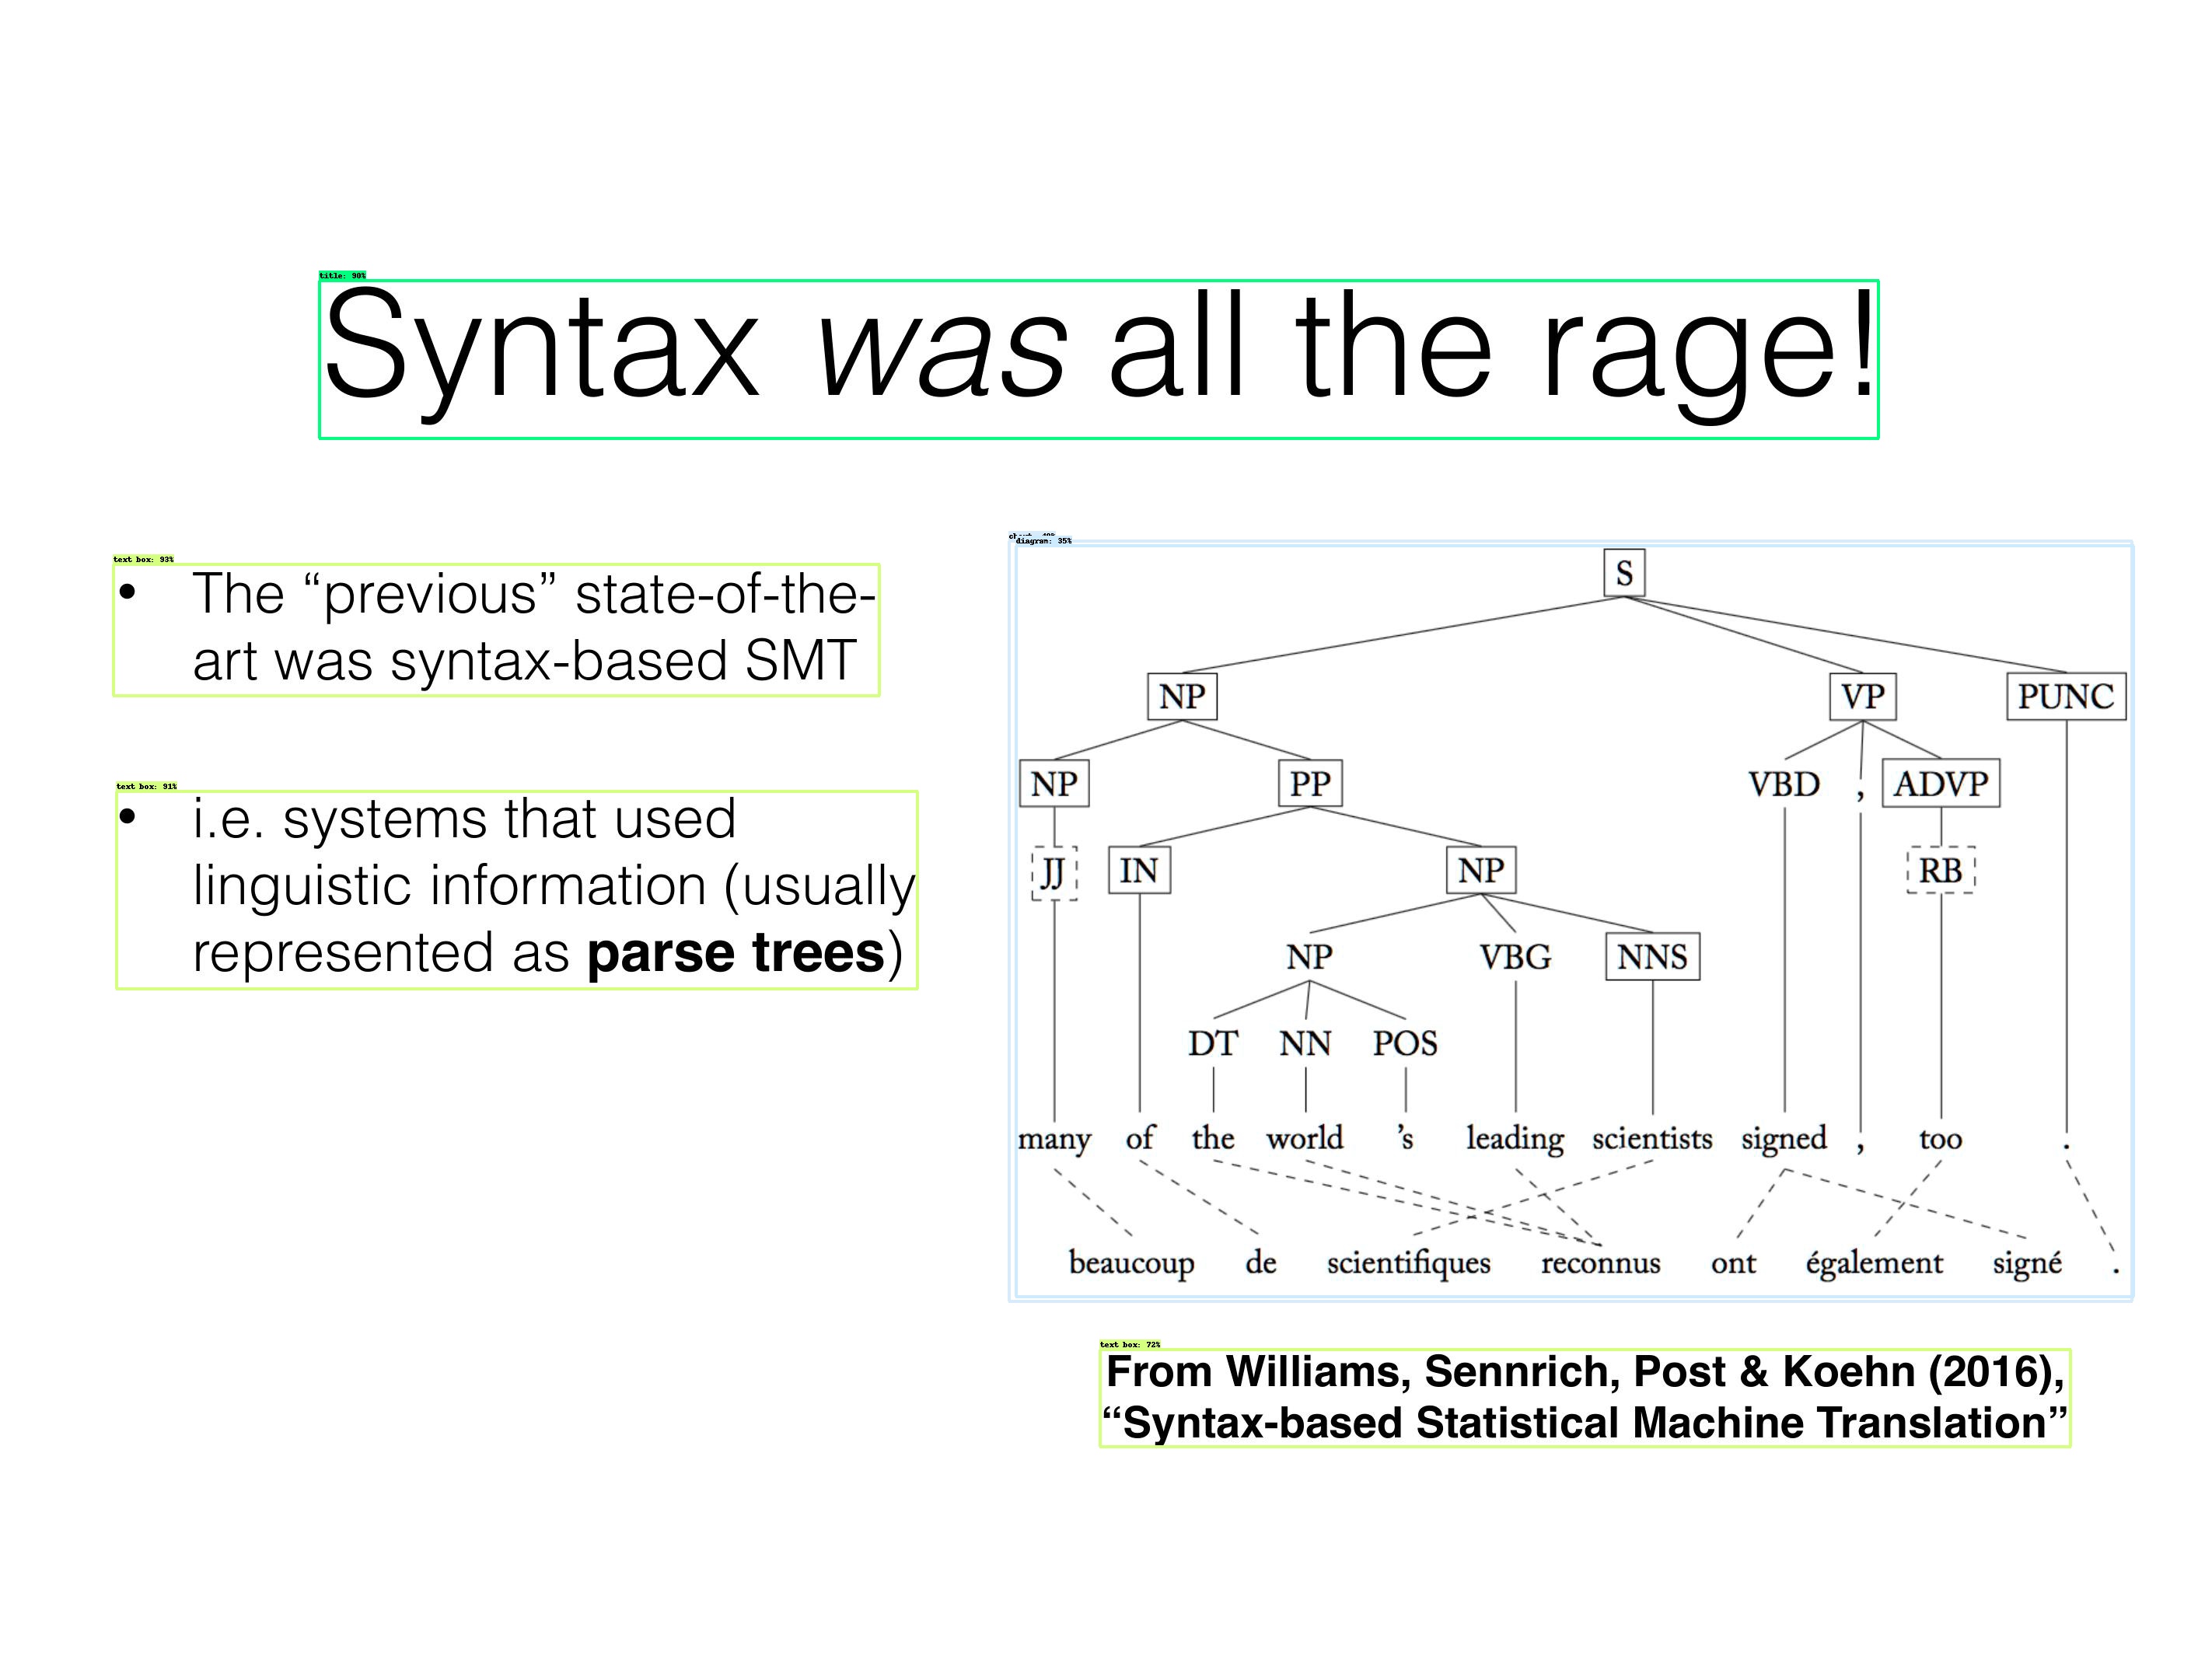 title: 90%
Syntax was all the rage!
text box: 93%
• The “previous” state-of-the-
art was syntax-based SMT
text box: 91%
• i.e. systems that used
linguistic information (usually
represented as parse trees)
diagram: 35%
S
NP VP PUNC
NP PP VBD , ADVP
JJ IN NP RB
NP VBG NNS
DT NN POS
many of the world ’s leading scientists signed , too .
beaucoup de scientifiques reconnus ont également signé .
text box: 72%
From Williams, Sennrich, Post & Koehn (2016),
“Syntax-based Statistical Machine Translation”